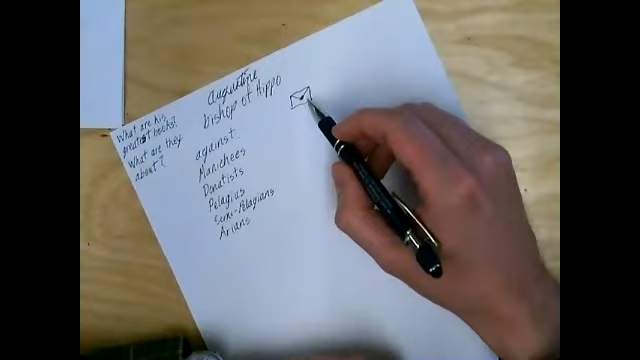 augustine
bishop of Hippo
What are his
greatest books?
What are they
about?
against
Manichees
Donatists
Pelagius
Semi-Pelagians
Arians